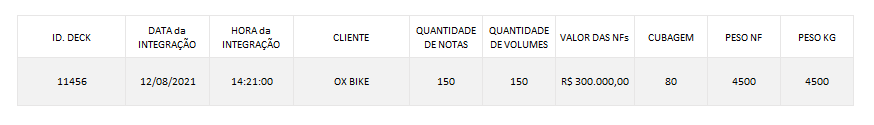 ID. DECK
DATA da
INTEGRAÇÃO
HORA da
INTEGRAÇÃO
CLIENTE
QUANTIDADE
DE NOTAS
QUANTIDADE
DE VOLUMES
VALOR DAS NFs
CUBAGEM
PESO NF
PESO KG
11456
12/08/2021
14:21:00
OX BIKE
150
150
R$ 300.000,00
80
4500
4500